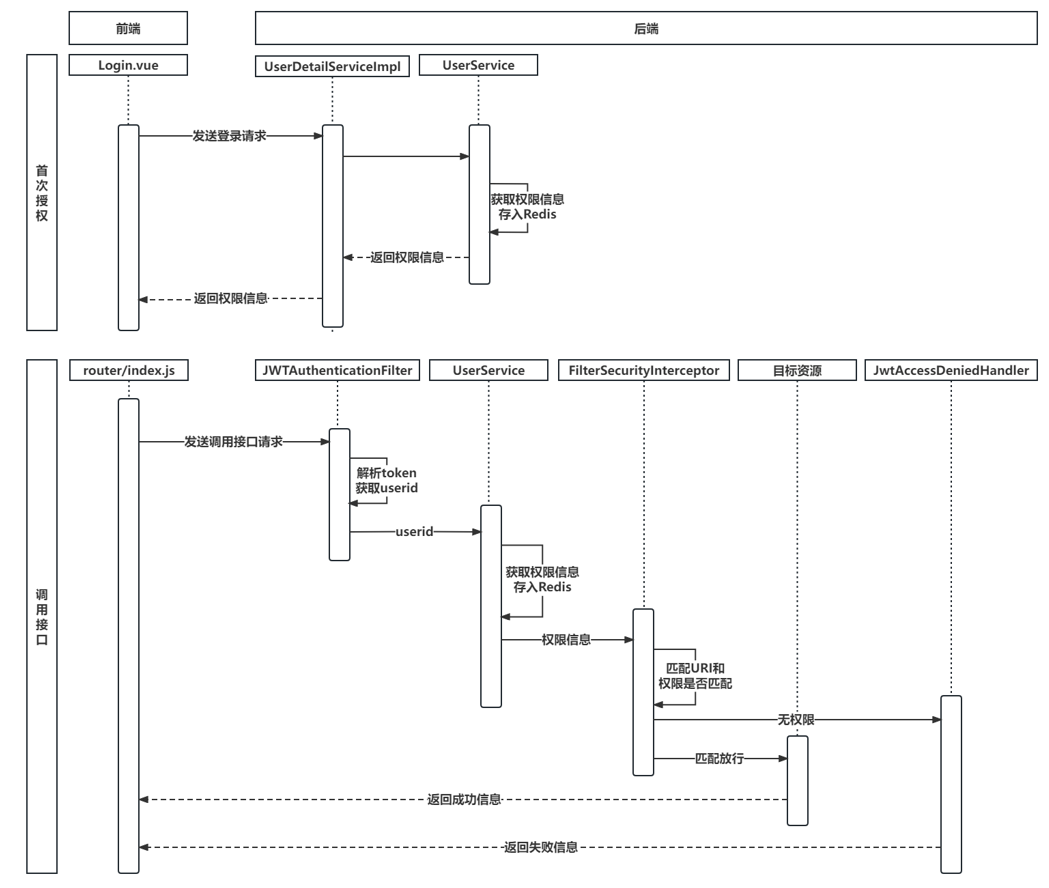 前端
后端
Login.vue
UserDetailServiceImpl
UserService
首次授权
发送登录请求
获取权限信息
存入Redis
返回权限信息
返回权限信息
router/index.js
JWTAuthenticationFilter
UserService
FilterSecurityInterceptor
目标资源
JwtAccessDeniedHandler
调用接口
发送调用接口请求
解析token
获取userid
userid
获取权限信息
存入Redis
权限信息
匹配URI和
权限是否匹配
无权限
匹配放行
返回成功信息
返回失败信息